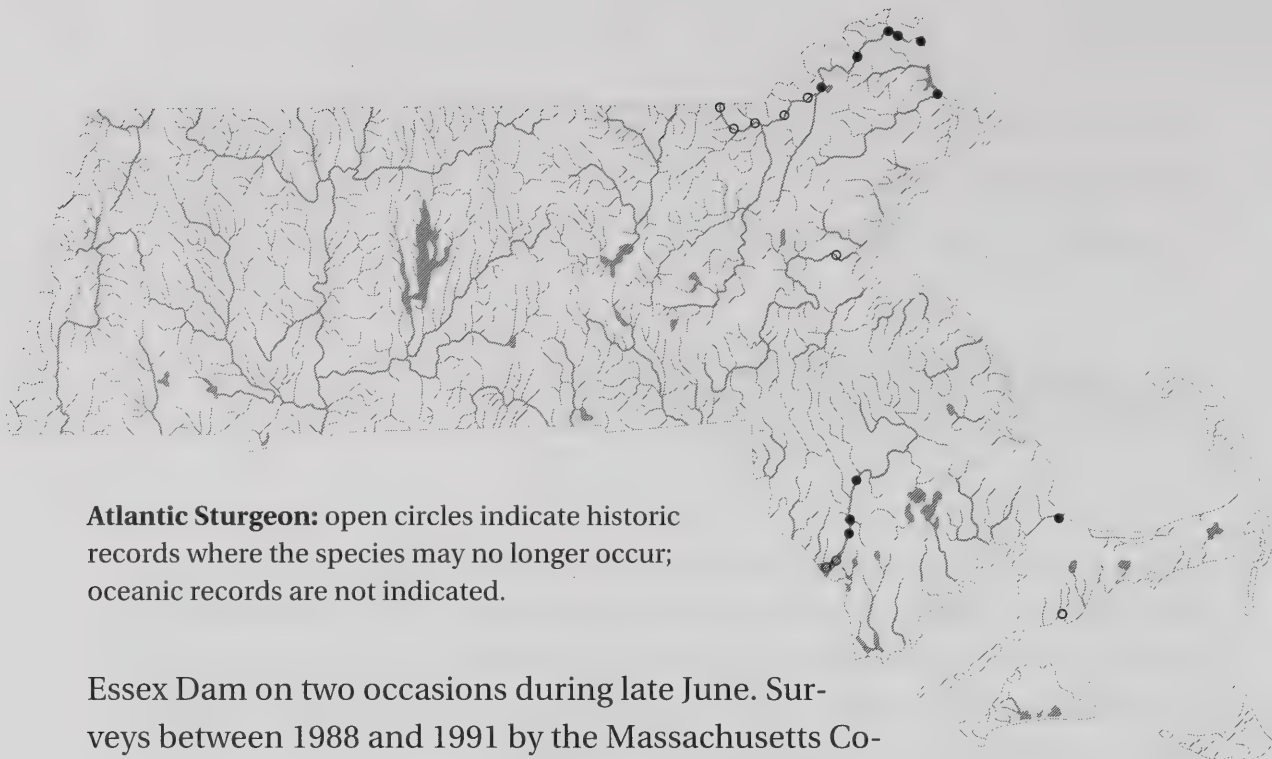 Atlantic Sturgeon: open circles indicate historic
records where the species may no longer occur;
oceanic records are not indicated.
Essex Dam on two occasions during late June. Sur-
veys between 1988 and 1991 by the Massachusetts Co-